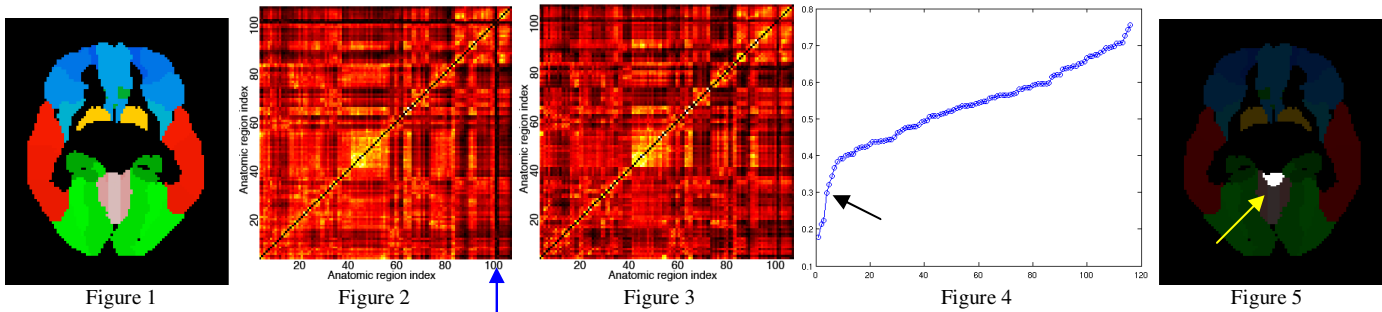 Figure 1
Anatomic region index
100
80
60
40
20
20 40 60 80 100
Anatomic region index
Figure 2
Anatomic region index
100
80
60
40
20
20 40 60 80 100
Anatomic region index
Figure 3
0.8
0.7
0.6
0.5
0.4
0.3
0.2
0.1
0 20 40 60 80 100 120
Figure 4
Figure 5